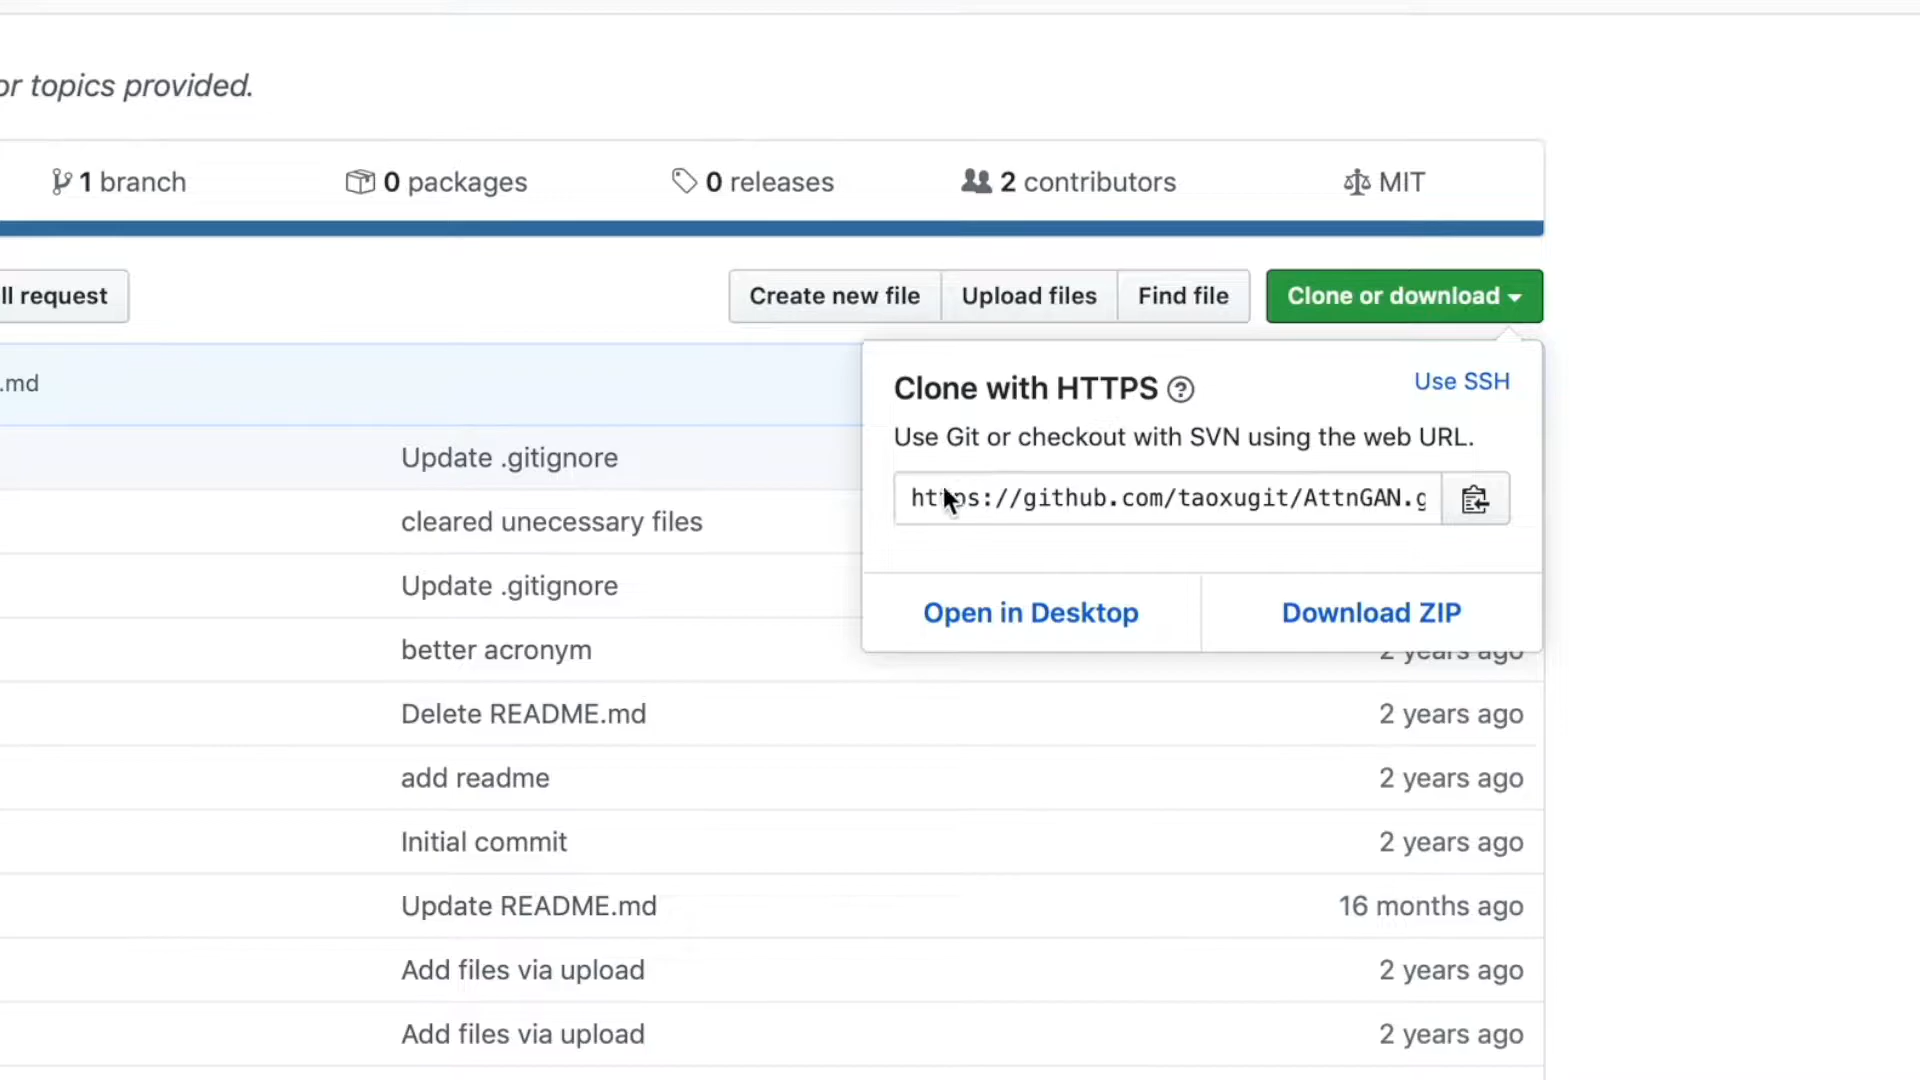 or topics provided.
1 branch 0 packages 0 releases 2 contributors MIT
ll request Create new file Upload files Find file Clone or download
.md
Clone with HTTPS Use SSH
Use Git or checkout with SVN using the web URL.
https://github.com/taoxugit/AttnGAN.g
Open in Desktop Download ZIP
Update .gitignore
cleared unecessary files
Update .gitignore
better acronym 2 years ago
Delete README.md 2 years ago
add readme 2 years ago
Initial commit 2 years ago
Update README.md 16 months ago
Add files via upload 2 years ago
Add files via upload 2 years ago